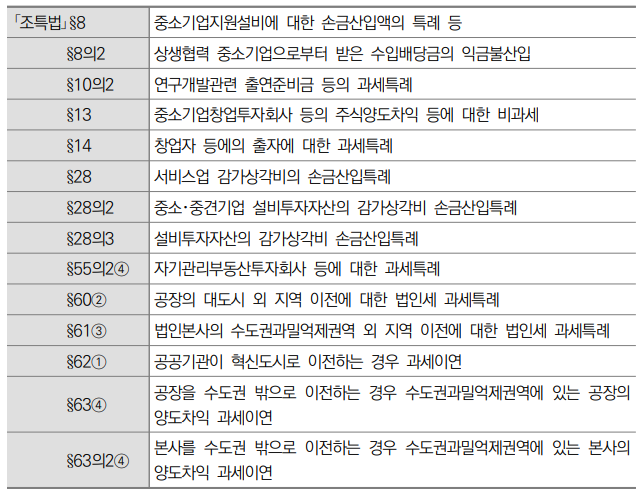 「조특법」§8 중소기업지원설비에 대한 손금산입액의 특례 등
§8의2 상생협력 중소기업으로부터 받은 수입배당금의 익금불산입
§10의2 연구개발관련 출연준비금 등의 과세특례
§13 중소기업창업투자회사 등의 주식양도차익 등에 대한 비과세
§14 창업자 등에의 출자에 대한 과세특례
§28 서비스업 감가상각비의 손금산입특례
§28의2 중소·중견기업 설비투자자산의 감가상각비 손금산입특례
§28의3 설비투자자산의 감가상각비 손금산입특례
§55의2④ 자기관리부동산투자회사 등에 대한 과세특례
§60② 공장의 대도시 외 지역 이전에 대한 법인세 과세특례
§61③ 법인본사의 수도권과밀억제권역 외 지역 이전에 대한 법인세 과세특례
§62① 공공기관이 혁신도시로 이전하는 경우 과세이연
§63④ 공장을 수도권 밖으로 이전하는 경우 수도권과밀억제권역에 있는 공장의
양도차익 과세이연
§63의2④ 본사를 수도권 밖으로 이전하는 경우 수도권과밀억제권역에 있는 본사의
양도차익 과세이연